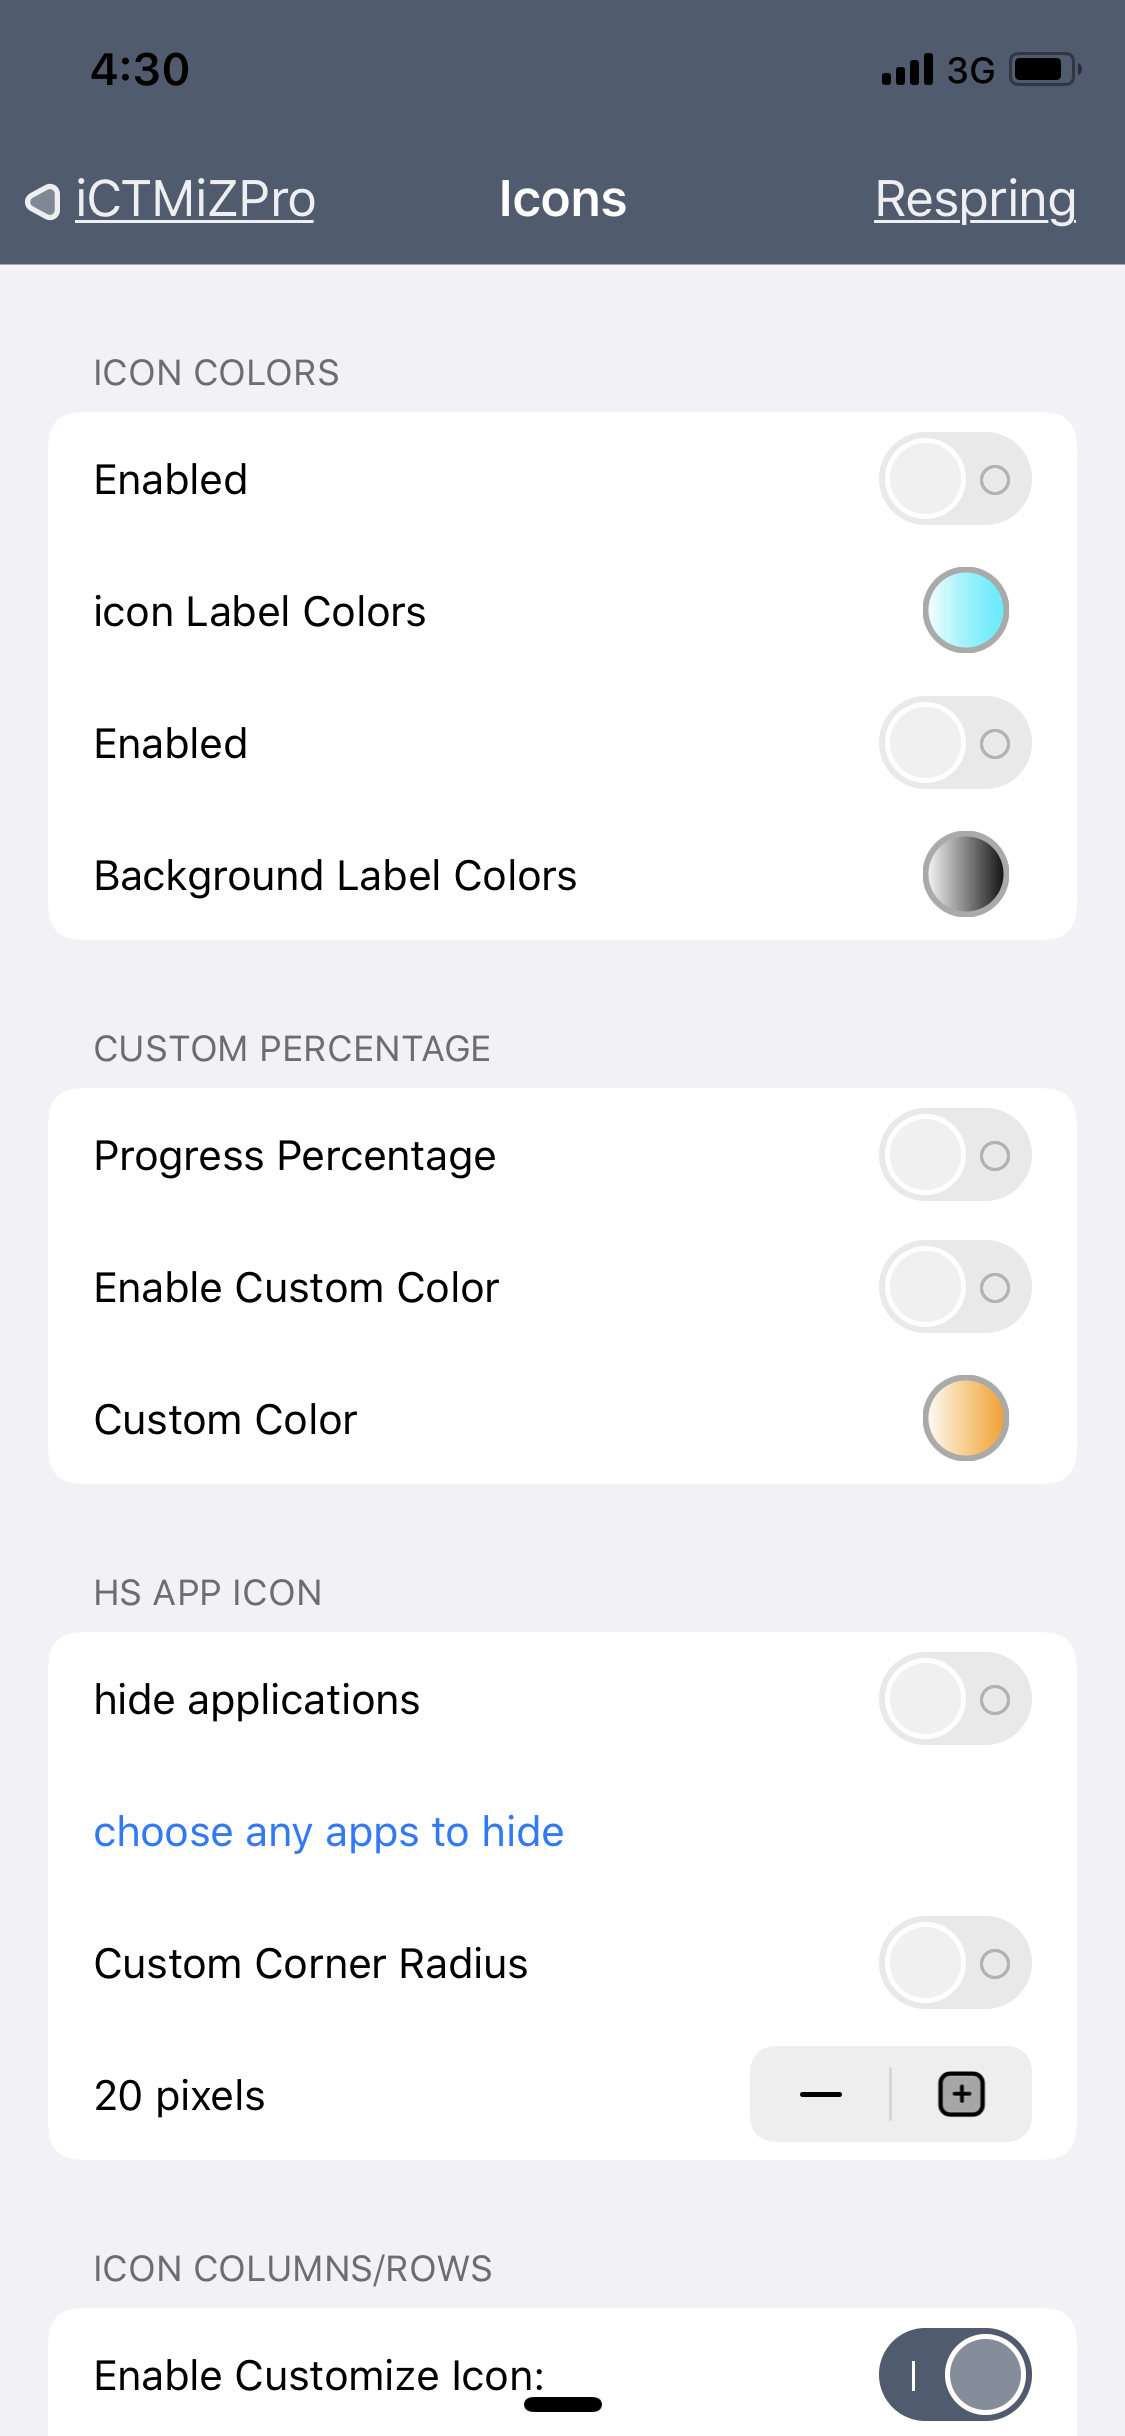 4:30
3G
iCTMiZPro
Icons
Respring
ICON COLORS
Enabled
icon Label Colors
Enabled
Background Label Colors
CUSTOM PERCENTAGE
Progress Percentage
Enable Custom Color
Custom Color
HS APP ICON
hide applications
choose any apps to hide
Custom Corner Radius
20 pixels
ICON COLUMNS/ROWS
Enable Customize Icon: